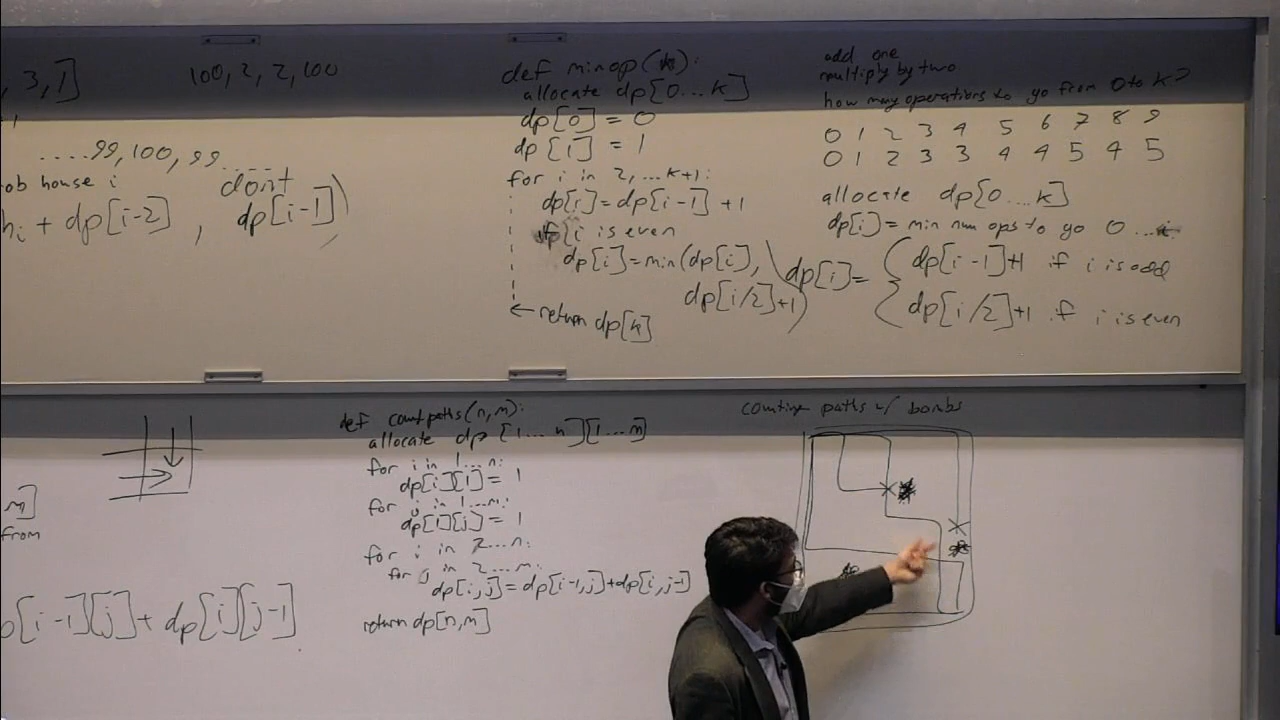 , 3, 1]
100, 2, 2, 100
....99, 100, 99...
ob house i
dont
hi + dp[i-2] , dp[i-1])
def minop(k):
allocate dp[0...k]
dp[0] = 0
dp[1] = 1
for i in 2,...k+1:
dp[i]=dp[i-1]+1
if i is even
dp[i]=min(dp[i],
dp[i/2]+1)
return dp[k]
add one
multiply by two
how many operations to go from 0 to k?
0 1 2 3 4 5 6 7 8 9
0 1 2 3 3 4 4 5 4 5
allocate dp[0...k]
dp[i]=min num ops to go 0...i
dp[i]= { dp[i-1]+1 if i is odd
{ dp[i/2]+1 if i is even
m]
from
p[i-1][j]+dp[i][j-1]
def countpaths(n,m):
allocate dp[1...n][1...m]
for i in 1...n:
dp[i][1]=1
for j in 1...m:
dp[1][j]=1
for i in 2...n:
for j in 2...m:
dp[i,j]=dp[i-1,j]+dp[i,j-1]
return dp[n,m]
counting paths w/ bombs